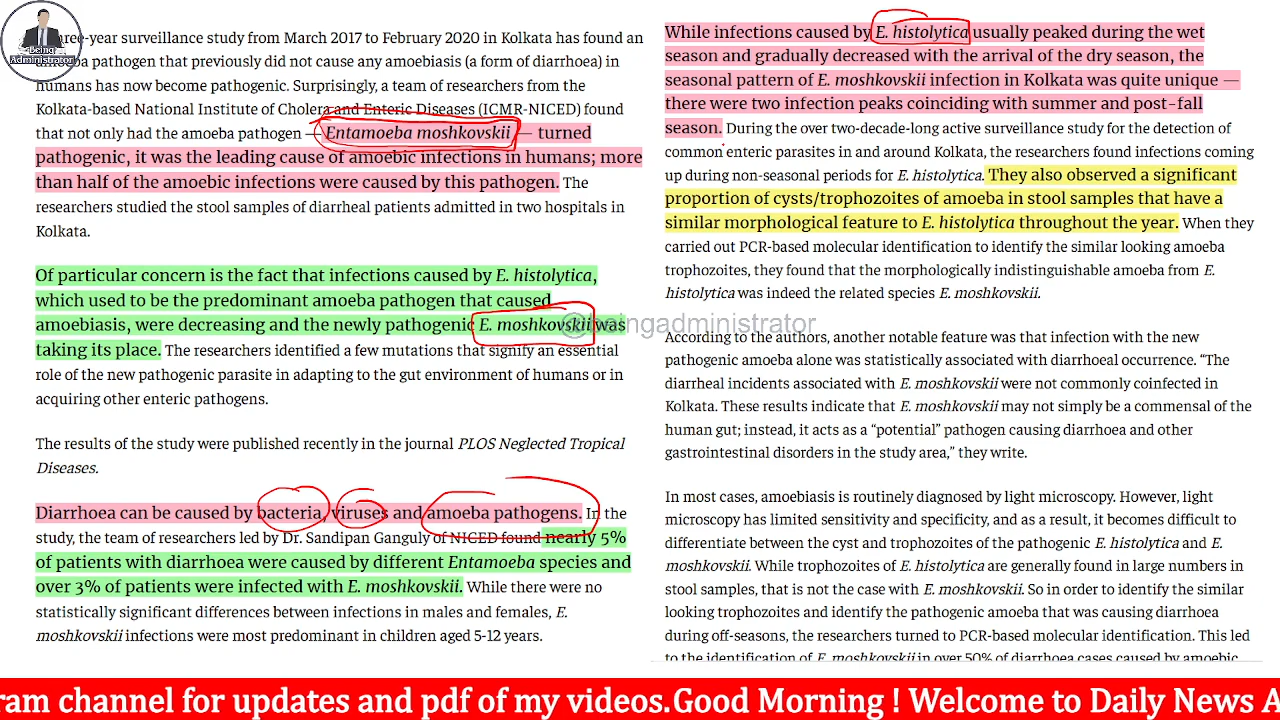 Being
Administrator
ree-year surveillance study from March 2017 to February 2020 in Kolkata has found an
a pathogen that previously did not cause any amoebiasis (a form of diarrhoea) in
humans has now become pathogenic. Surprisingly, a team of researchers from the
Kolkata-based National Institute of Cholera and Enteric Diseases (ICMR-NICED) found
that not only had the amoeba pathogen — Entamoeba moshkovskii — turned
pathogenic, it was the leading cause of amoebic infections in humans; more
than half of the amoebic infections were caused by this pathogen. The
researchers studied the stool samples of diarrheal patients admitted in two hospitals in
Kolkata.
Of particular concern is the fact that infections caused by E. histolytica,
which used to be the predominant amoeba pathogen that caused
amoebiasis, were decreasing and the newly pathogenic E. moshkovskii was
taking its place. The researchers identified a few mutations that signify an essential
role of the new pathogenic parasite in adapting to the gut environment of humans or in
acquiring other enteric pathogens.
The results of the study were published recently in the journal PLOS Neglected Tropical
Diseases.
Diarrhoea can be caused by bacteria, viruses and amoeba pathogens. In the
study, the team of researchers led by Dr. Sandipan Ganguly of NICED found nearly 5%
of patients with diarrhoea were caused by different Entamoeba species and
over 3% of patients were infected with E. moshkovskii. While there were no
statistically significant differences between infections in males and females, E.
moshkovskii infections were most predominant in children aged 5-12 years.
While infections caused by E. histolytica usually peaked during the wet
season and gradually decreased with the arrival of the dry season, the
seasonal pattern of E. moshkovskii infection in Kolkata was quite unique —
there were two infection peaks coinciding with summer and post-fall
season. During the over two-decade-long active surveillance study for the detection of
common enteric parasites in and around Kolkata, the researchers found infections coming
up during non-seasonal periods for E. histolytica. They also observed a significant
proportion of cysts/trophozoites of amoeba in stool samples that have a
similar morphological feature to E. histolytica throughout the year. When they
carried out PCR-based molecular identification to identify the similar looking amoeba
trophozoites, they found that the morphologically indistinguishable amoeba from E.
histolytica was indeed the related species E. moshkovskii.
@beingadministrator
According to the authors, another notable feature was that infection with the new
pathogenic amoeba alone was statistically associated with diarrhoeal occurrence. “The
diarrheal incidents associated with E. moshkovskii were not commonly coinfected in
Kolkata. These results indicate that E. moshkovskii may not simply be a commensal of the
human gut; instead, it acts as a “potential” pathogen causing diarrhoea and other
gastrointestinal disorders in the study area,” they write.
In most cases, amoebiasis is routinely diagnosed by light microscopy. However, light
microscopy has limited sensitivity and specificity, and as a result, it becomes difficult to
differentiate between the cyst and trophozoites of the pathogenic E. histolytica and E.
moshkovskii. While trophozoites of E. histolytica are generally found in large numbers in
stool samples, that is not the case with E. moshkovskii. So in order to identify the similar
looking trophozoites and identify the pathogenic amoeba that was causing diarrhoea
during off-seasons, the researchers turned to PCR-based molecular identification. This led
to the identification of E. moshkovskii in over 50% of diarrhoea cases caused by amoebic
ram channel for updates and pdf of my videos.Good Morning ! Welcome to Daily News A